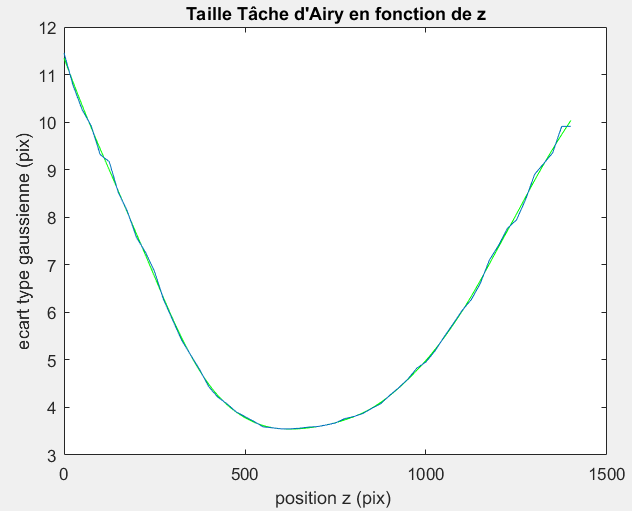 Taille Tâche d'Airy en fonction de z
12
11
10
9
8
7
6
5
4
3
ecart type gaussienne (pix)
0 500 1000 1500
position z (pix)